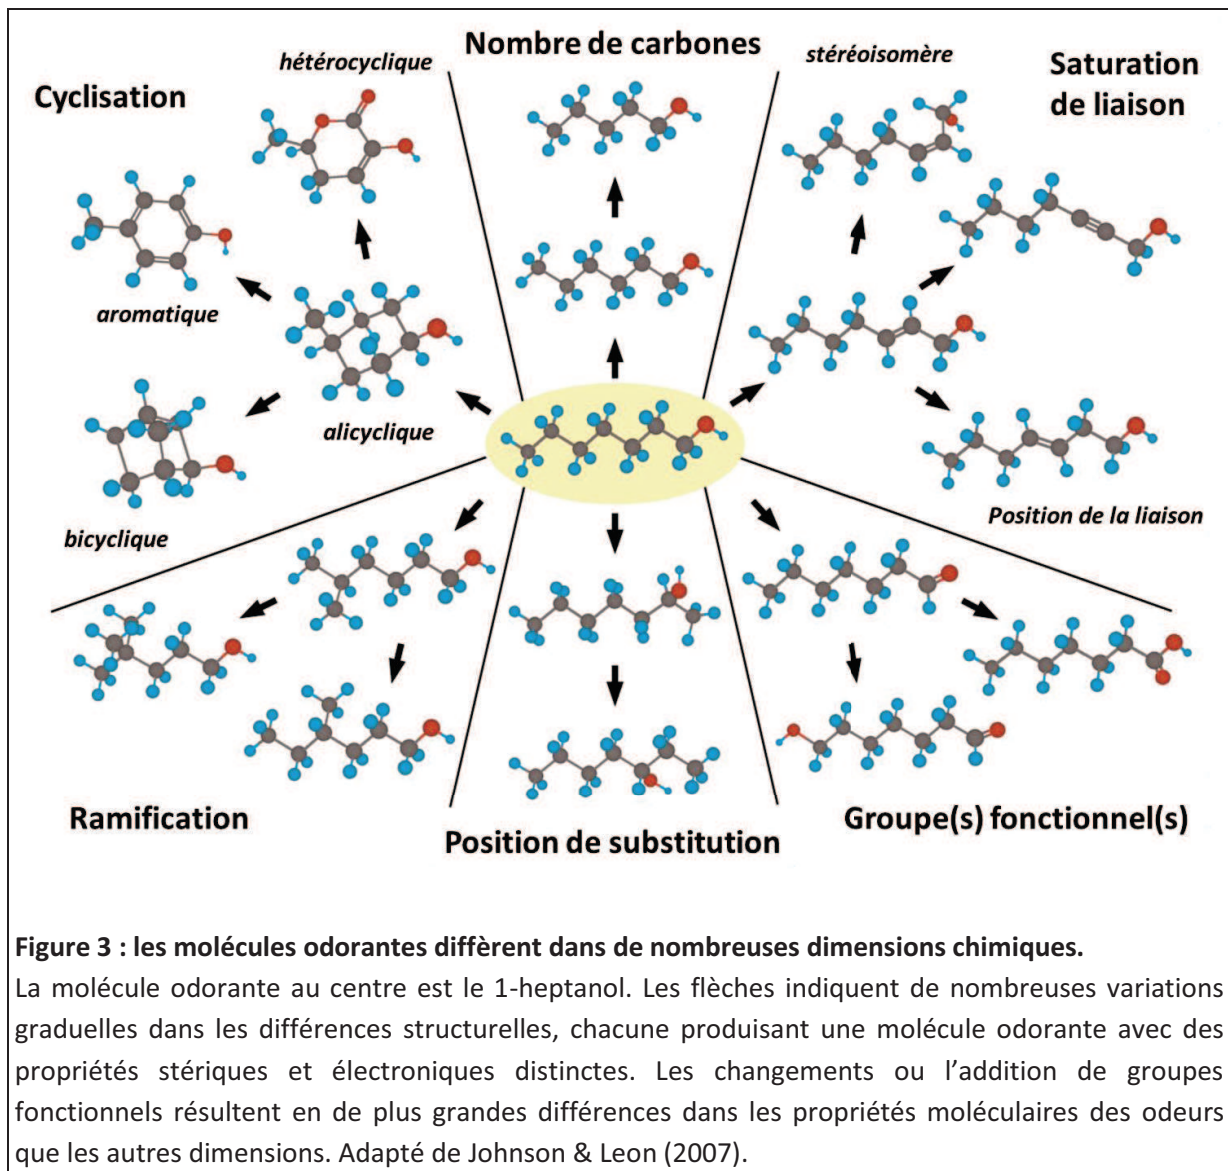 Nombre de carbones
hétérocyclique
stéréoisomère
Saturation
de liaison
Cyclisation
aromatique
alicyclique
bicyclique
Position de la liaison
Ramification
Position de substitution
Groupe(s) fonctionnel(s)
Figure 3 : les molécules odorantes diffèrent dans de nombreuses dimensions chimiques.
La molécule odorante au centre est le 1-heptanol. Les flèches indiquent de nombreuses variations
graduelles dans les différences structurelles, chacune produisant une molécule odorante avec des
propriétés stériques et électroniques distinctes. Les changements ou l’addition de groupes
fonctionnels résultent en de plus grandes différences dans les propriétés moléculaires des odeurs
que les autres dimensions. Adapté de Johnson & Leon (2007).